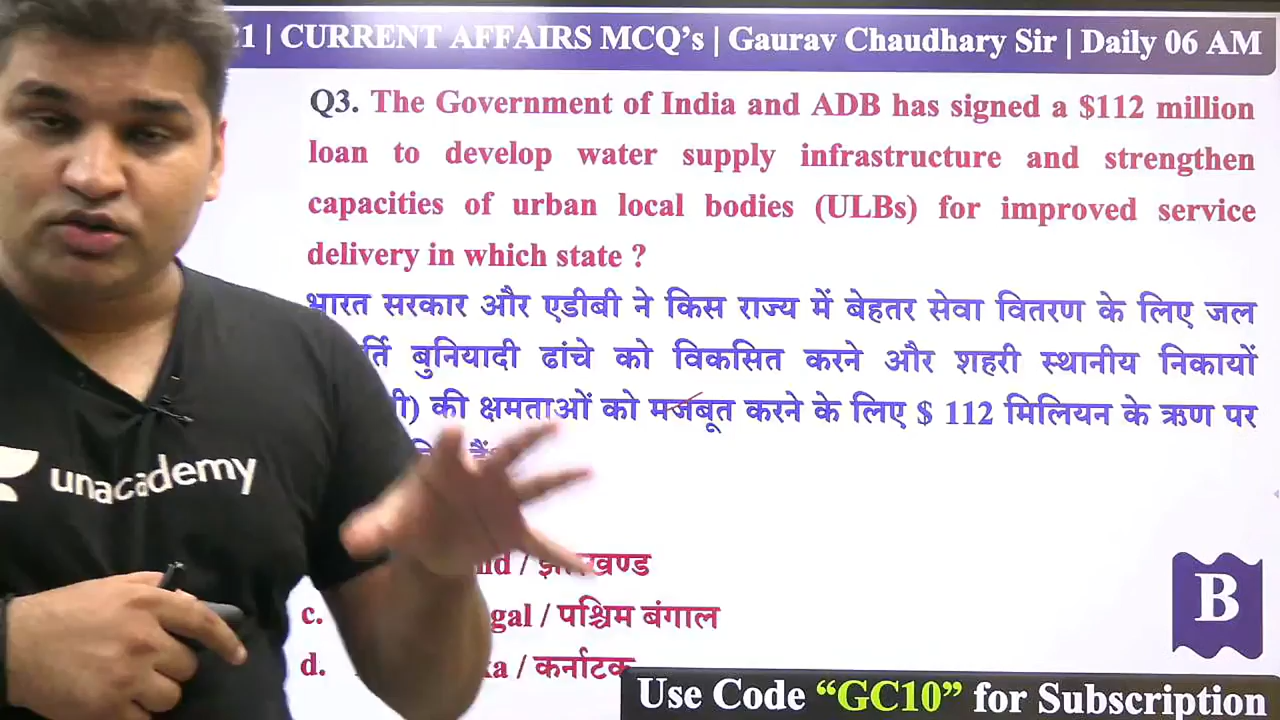 21 | CURRENT AFFAIRS MCQ’s | Gaurav Chaudhary Sir | Daily 06 AM
Q3. The Government of India and ADB has signed a $112 million
loan to develop water supply infrastructure and strengthen
capacities of urban local bodies (ULBs) for improved service
delivery in which state ?
भारत सरकार और एडीबी ने किस राज्य में बेहतर सेवा वितरण के लिए जल
र्ति बुनियादी ढांचे को विकसित करने और शहरी स्थानीय निकायों
बी) की क्षमताओं को मजबूत करने के लिए $ 112 मिलियन के ऋण पर
nd / झारखण्ड
c. gal / पश्चिम बंगाल
d. ka / कर्नाटक
B
unacademy
Use Code “GC10” for Subscription